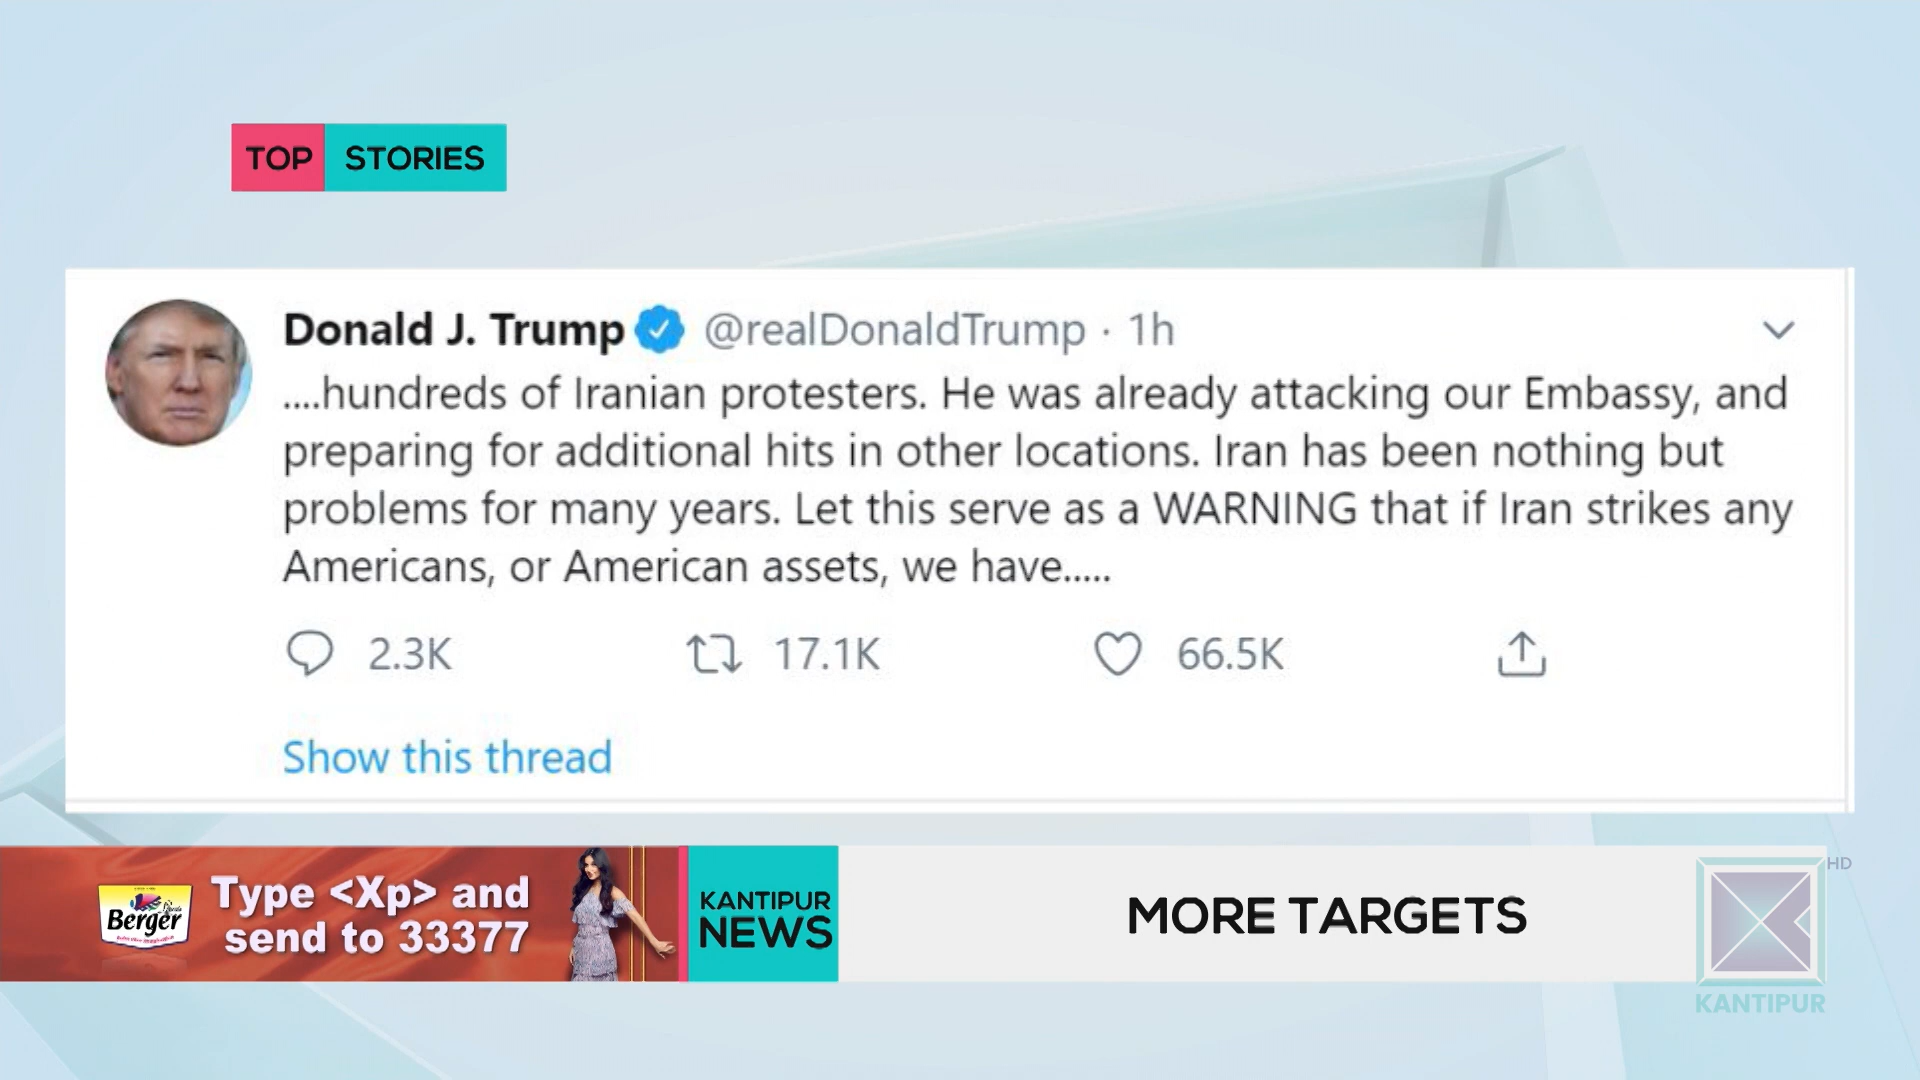 TOP STORIES
Donald J. Trump @realDonaldTrump · 1h
....hundreds of Iranian protesters. He was already attacking our Embassy, and
preparing for additional hits in other locations. Iran has been nothing but
problems for many years. Let this serve as a WARNING that if Iran strikes any
Americans, or American assets, we have.....
2.3K 17.1K 66.5K
Show this thread
Berger
Type <Xp> and
send to 33377
KANTIPUR
NEWS
MORE TARGETS
HD
KANTIPUR